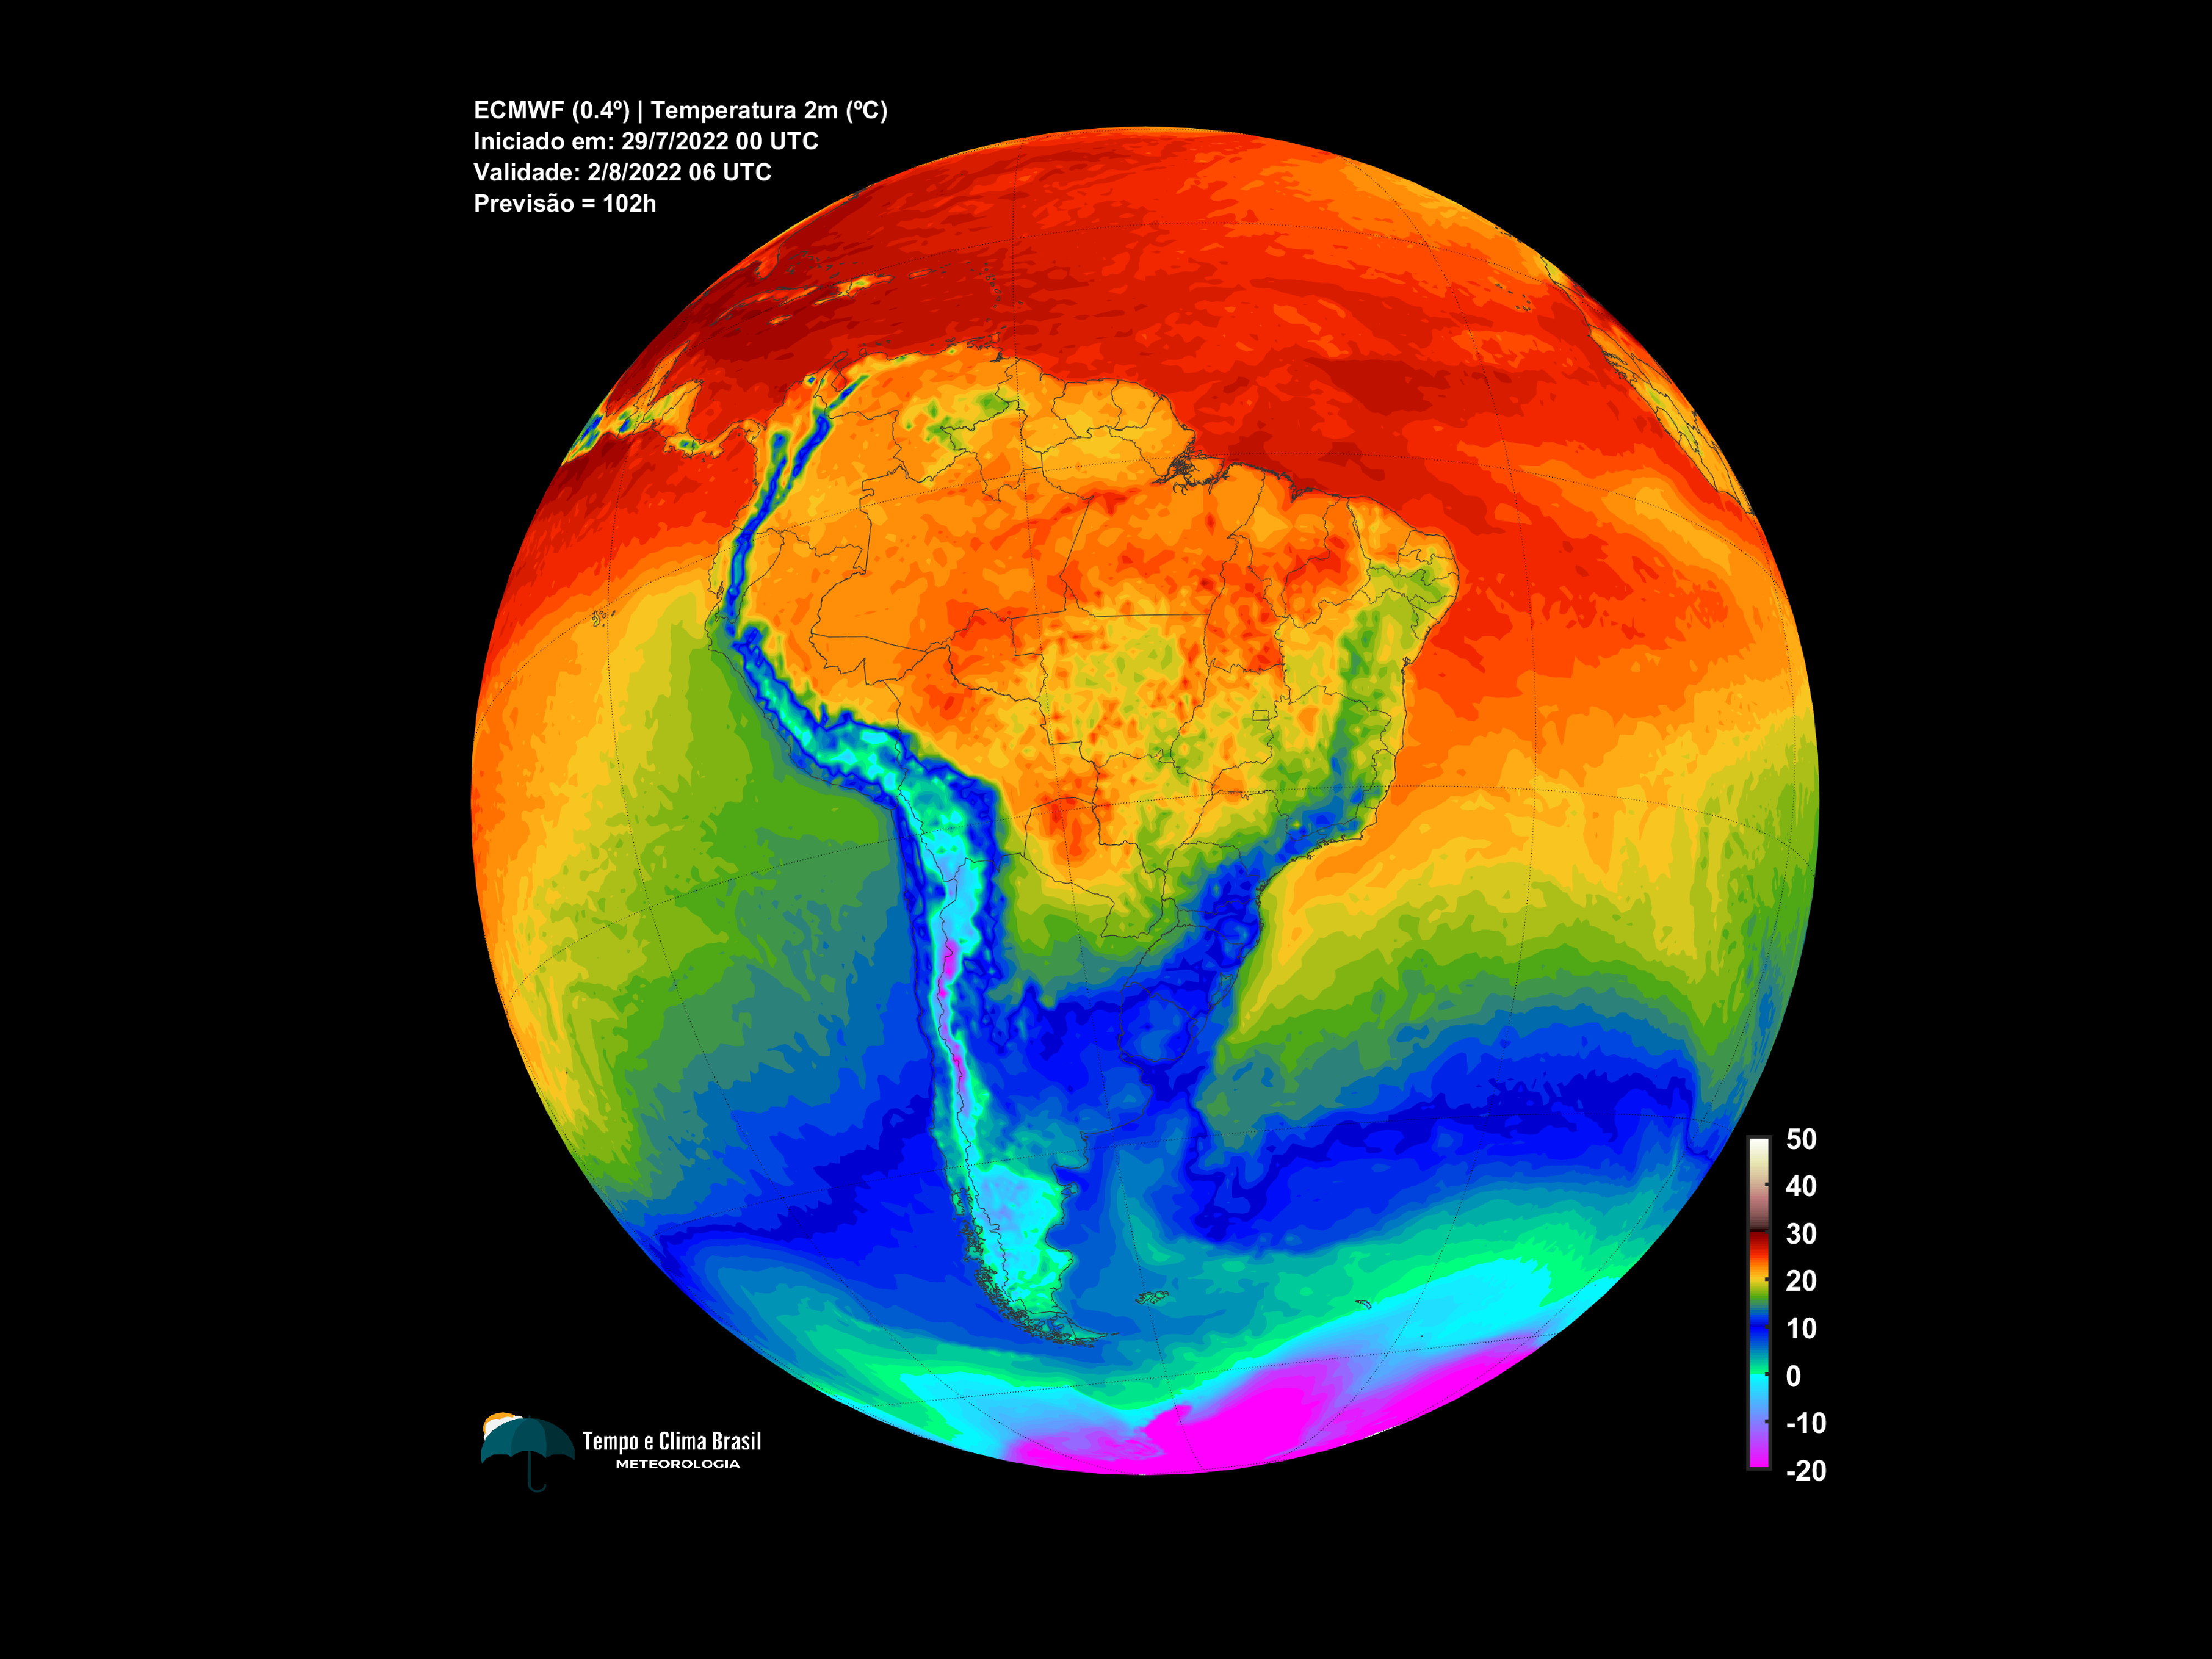 ECMWF (0.4º) | Temperatura 2m (ºC)
Iniciado em: 29/7/2022 00 UTC
Validade: 2/8/2022 06 UTC
Previsão = 102h
50
40
30
20
10
0
-10
-20
Tempo e Clima Brasil
METEOROLOGIA